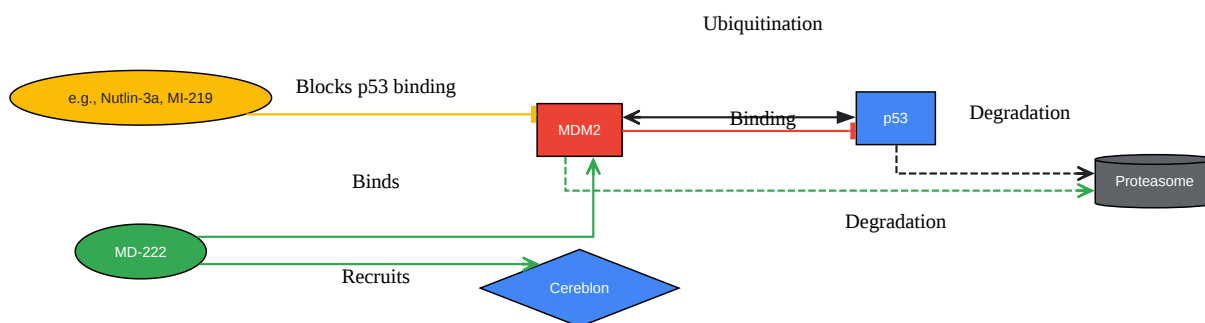 Ubiquitination
e.g., Nutlin-3a, MI-219
Blocks p53 binding
MDM2
Binding
p53
Degradation
Binds
Proteasome
Degradation
MD-222
Recruits
Cereblon